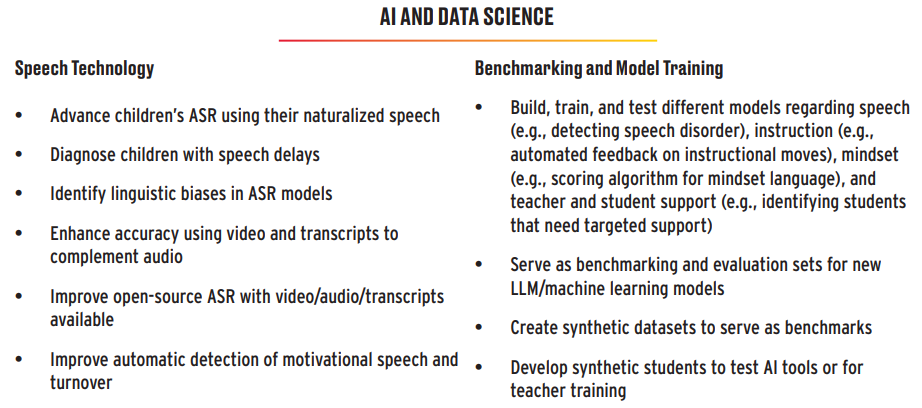 AI AND DATA SCIENCE
Speech Technology
• Advance children’s ASR using their naturalized speech
• Diagnose children with speech delays
• Identify linguistic biases in ASR models
• Enhance accuracy using video and transcripts to
complement audio
• Improve open-source ASR with video/audio/transcripts
available
• Improve automatic detection of motivational speech and
turnover
Benchmarking and Model Training
• Build, train, and test different models regarding speech
(e.g., detecting speech disorder), instruction (e.g.,
automated feedback on instructional moves), mindset
(e.g., scoring algorithm for mindset language), and
teacher and student support (e.g., identifying students
that need targeted support)
• Serve as benchmarking and evaluation sets for new
LLM/machine learning models
• Create synthetic datasets to serve as benchmarks
• Develop synthetic students to test AI tools or for
teacher training